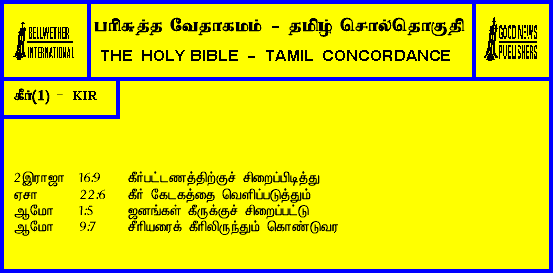 BELLWETHER
INTERNATIONAL
பரிசுத்த வேதாகமம் - தமிழ் சொல்தொகுதி
THE HOLY BIBLE - TAMIL CONCORDANCE
GOOD NEWS
PUBLISHERS
கீர்(1) - KIR
2இராஜா 16:9 கீர்பட்டணத்திற்குச் சிறைப்பிடித்து
ஏசா 22:6 கீர் கேடகத்தை வெளிப்படுத்தும்
ஆமோ 1:5 ஜனங்கள் கீருக்குச் சிறைப்பட்டு
ஆமோ 9:7 சீரியரைக் கீரிலிருந்தும் கொண்டுவர